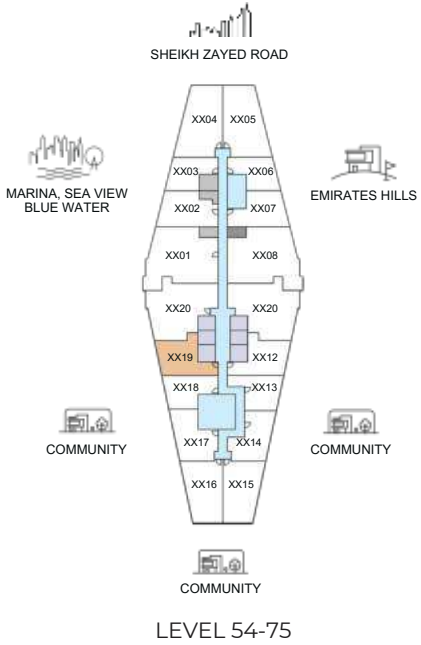 SHEIKH ZAYED ROAD
XX04 XX05
XX03 XX06
MARINA, SEA VIEW
BLUE WATER
EMIRATES HILLS
XX02 XX07
XX01 XX08
XX20 XX20
XX19 XX12
XX18 XX13
XX17 XX14
COMMUNITY
COMMUNITY
XX16 XX15
COMMUNITY
LEVEL 54-75